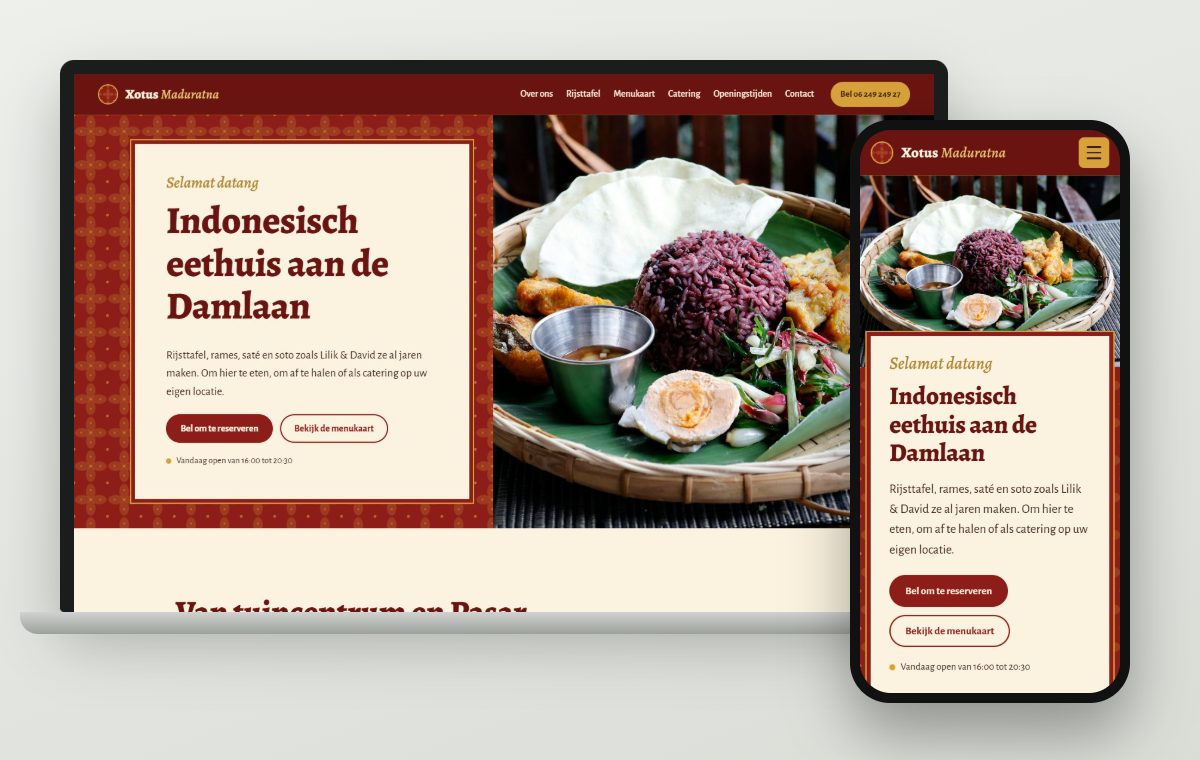 Xotus Maduratna
Over ons Rijsttafel Menukaart Catering Openingstijden Contact Bel 06 249 249 27
Selamat datang
Indonesisch
eethuis aan de
Damlaan
Rijsttafel, rames, saté en soto zoals Lilik & David ze al jaren
maken. Om hier te eten, om af te halen of als catering op uw
eigen locatie.
Bel om te reserveren Bekijk de menukaart
Vandaag open van 16:00 tot 20:30
Van tuincentrum en Pasar
Xotus Maduratna
Selamat datang
Indonesisch
eethuis aan de
Damlaan
Rijsttafel, rames, saté en soto zoals Lilik
& David ze al jaren maken. Om hier te
eten, om af te halen of als catering op uw
eigen locatie.
Bel om te reserveren
Bekijk de menukaart
Vandaag open van 16:00 tot 20:30